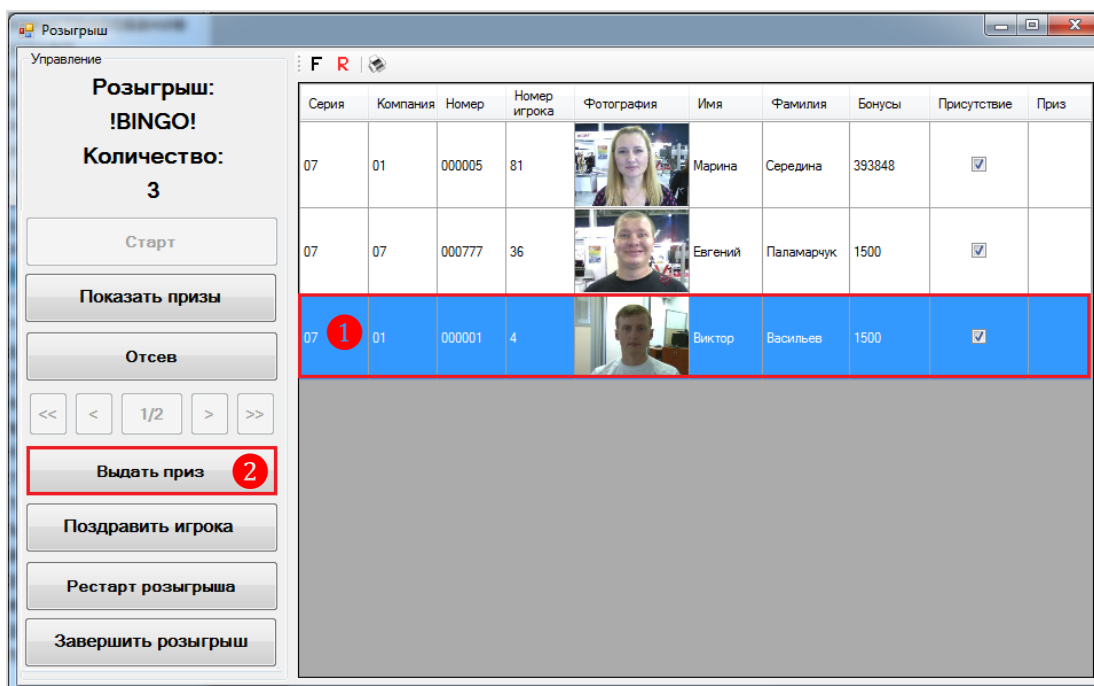 Розыгрыш
Управление
Розыгрыш:
!BINGO!
Количество:
3
Старт
Показать призы
Отсев
<< < 1/2 > >>
Выдать приз 2
Поздравить игрока
Рестарт розыгрыша
Завершить розыгрыш
F R
Серия Компания Номер Номер игрока Фотография Имя Фамилия Бонусы Присутствие Приз
07 01 000005 81 Марина Середина 393848
07 07 000777 36 Евгений Паламарчук 1500
07 1 01 000001 4 Виктор Васильев 1500